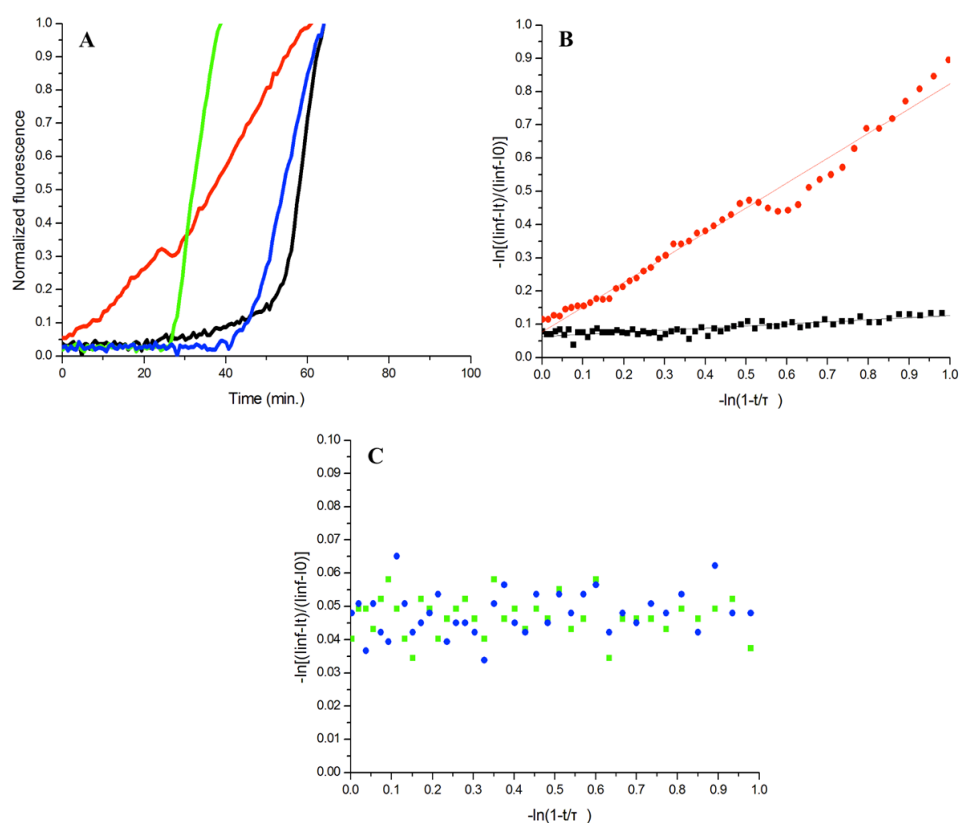 A
Normalized fluorescence
1.0
0.9
0.8
0.7
0.6
0.5
0.4
0.3
0.2
0.1
0.0
0 20 40 60 80 100
Time (min.)
B
-ln[(Iinf-It)/(Iinf-I0)]
1.0
0.9
0.8
0.7
0.6
0.5
0.4
0.3
0.2
0.1
0.0
0.0 0.1 0.2 0.3 0.4 0.5 0.6 0.7 0.8 0.9 1.0
-ln(1-t/τ )
C
-ln[(Iinf-It)/(Iinf-I0)]
0.10
0.09
0.08
0.07
0.06
0.05
0.04
0.03
0.02
0.01
0.00
0.0 0.1 0.2 0.3 0.4 0.5 0.6 0.7 0.8 0.9 1.0
-ln(1-t/τ )